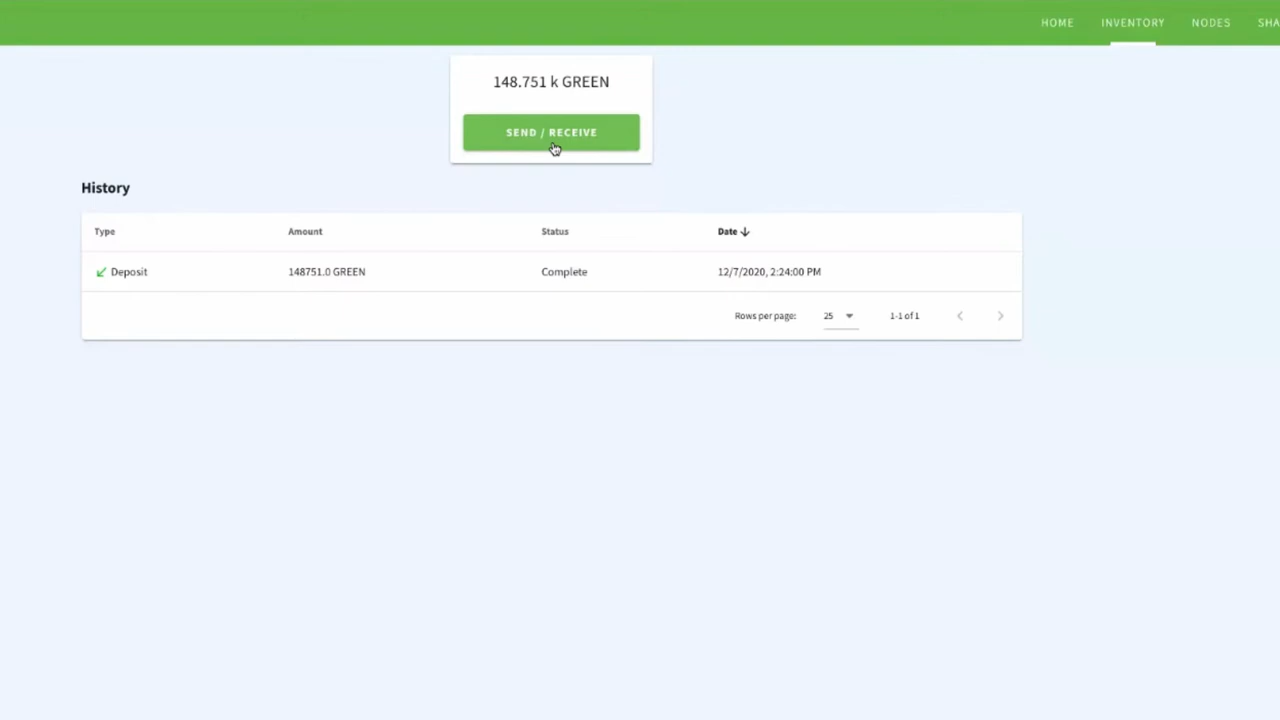 HOME INVENTORY NODES SHA
148.751 k GREEN
SEND / RECEIVE
History
Type Amount Status Date
Deposit 148751.0 GREEN Complete 12/7/2020, 2:24:00 PM
Rows per page: 25 1-1 of 1